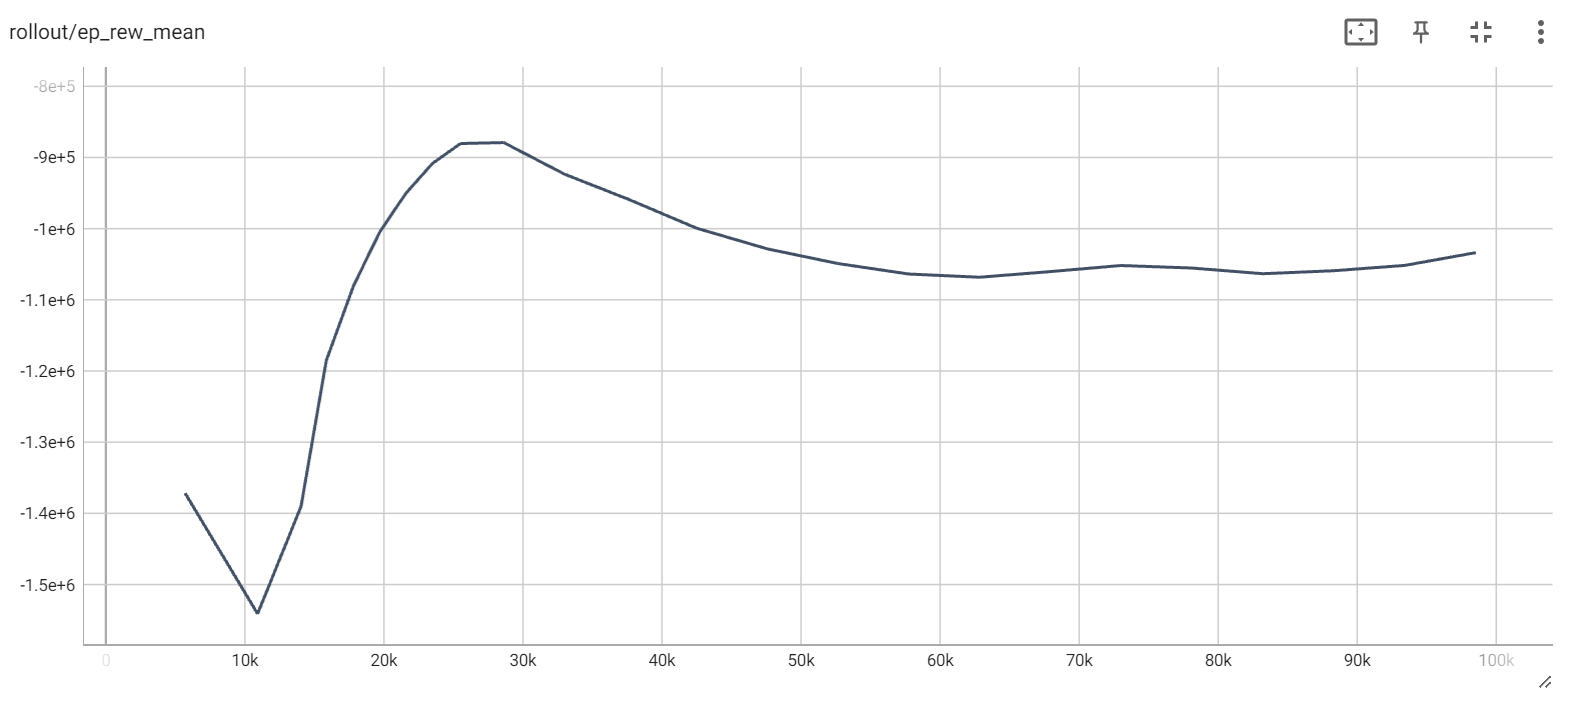 rollout/ep_rew_mean
-8e+5
-9e+5
-1e+6
-1.1e+6
-1.2e+6
-1.3e+6
-1.4e+6
-1.5e+6
0 10k 20k 30k 40k 50k 60k 70k 80k 90k 100k